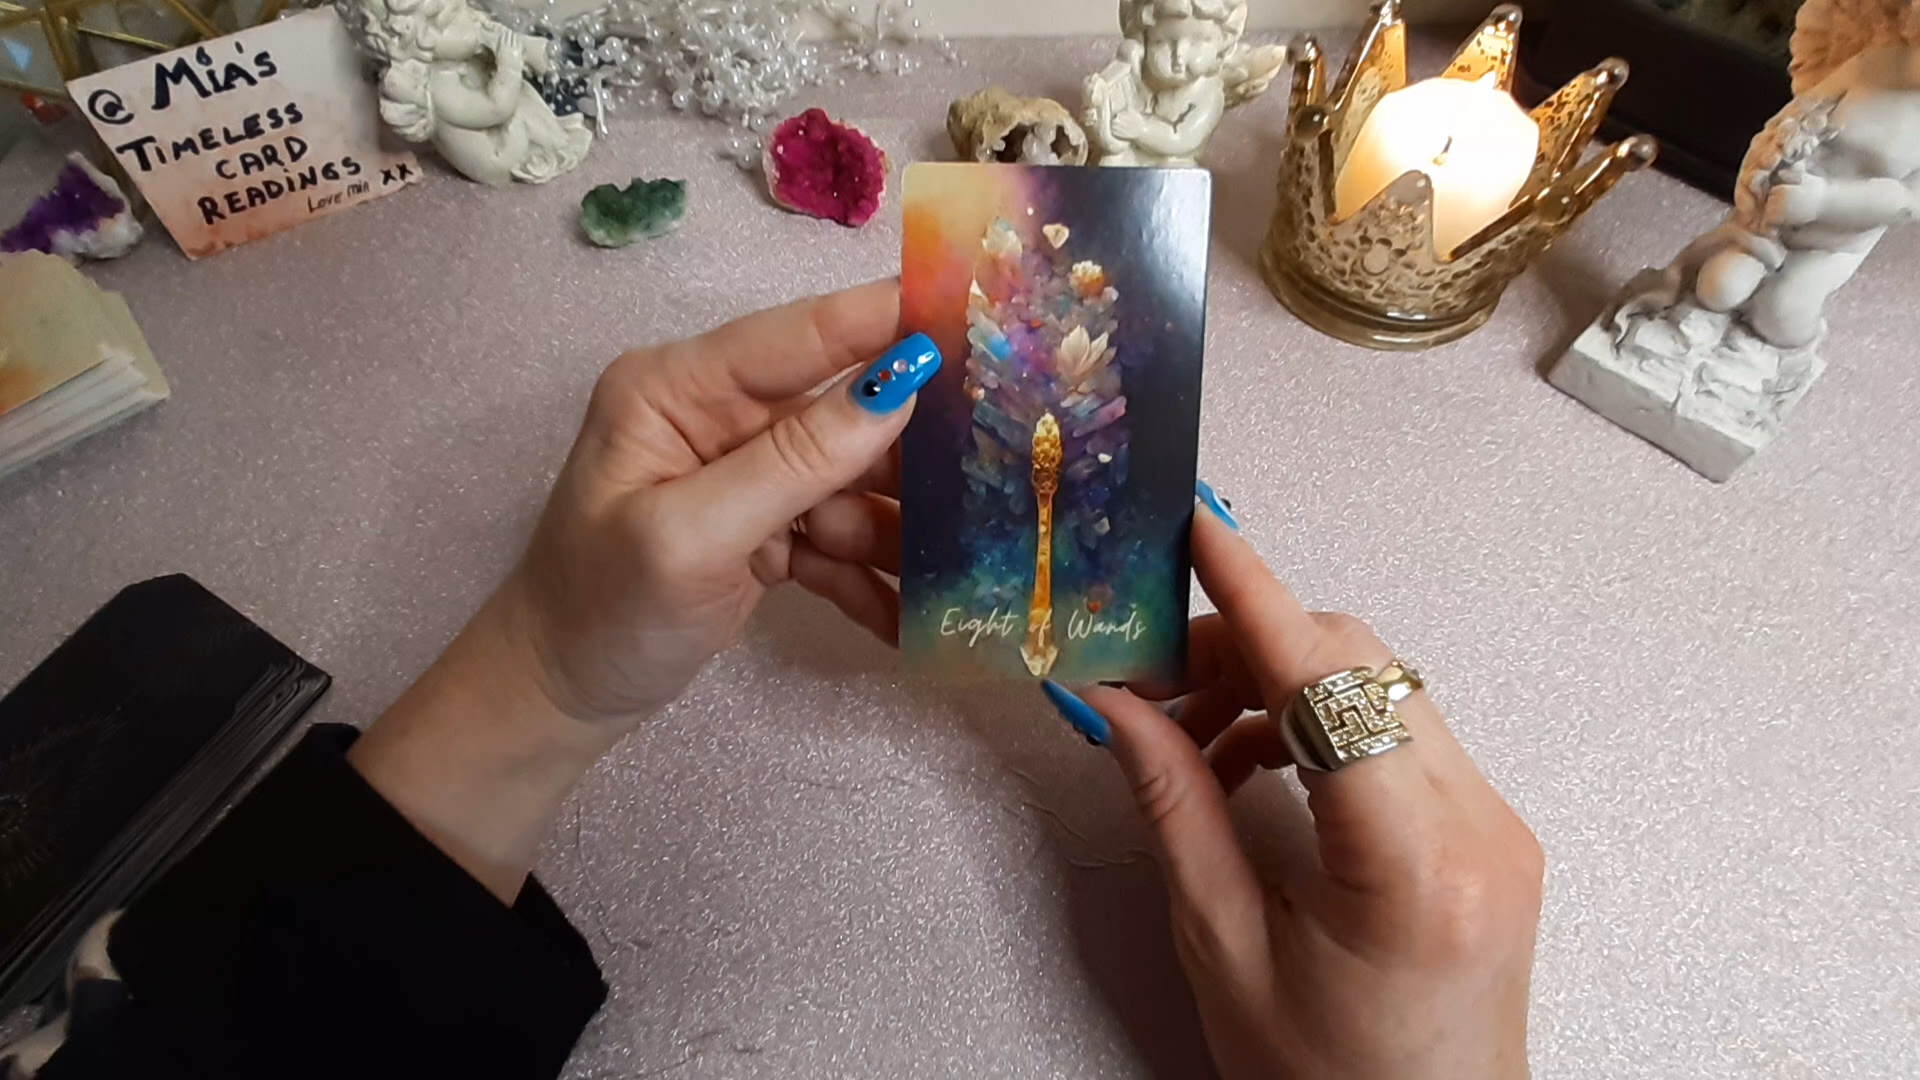 @ MiA'S
TiMELESS
CARD
READiNGS
Love mia xx
Eight of Wands